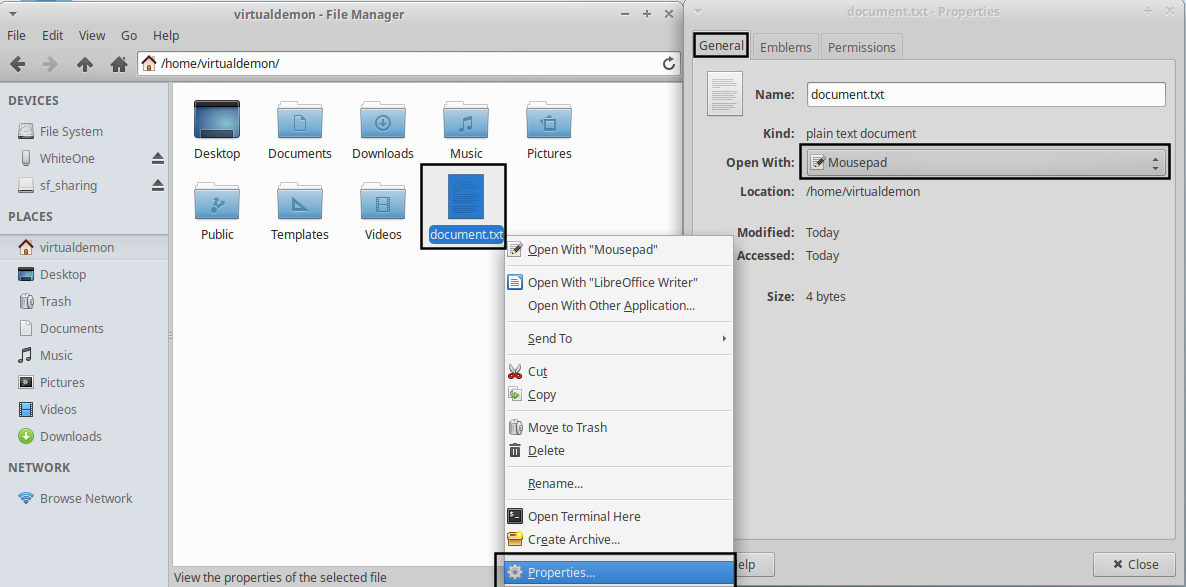 virtualdemon - File Manager
File Edit View Go Help
/home/virtualdemon/
DEVICES
File System
WhiteOne
sf_sharing
PLACES
virtualdemon
Desktop
Trash
Documents
Music
Pictures
Videos
Downloads
NETWORK
Browse Network
Desktop Documents Downloads Music Pictures
Public Templates Videos document.txt
Open With "Mousepad"
Open With "LibreOffice Writer"
Open With Other Application...
Send To
Cut
Copy
Move to Trash
Delete
Rename...
Open Terminal Here
Create Archive...
Properties...
View the properties of the selected file
document.txt - Properties
General Emblems Permissions
Name: document.txt
Kind: plain text document
Open With: Mousepad
Location: /home/virtualdemon
Modified: Today
Accessed: Today
Size: 4 bytes
elp
Close